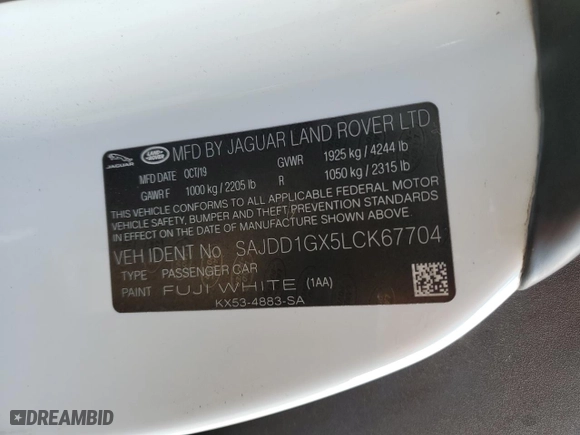 JAGUAR LAND ROVER MFD BY JAGUAR LAND ROVER LTD
MFD DATE OCT/19 GVWR 1925 kg / 4244 lb
GAWR F 1000 kg / 2205 lb R 1050 kg / 2315 lb
THIS VEHICLE CONFORMS TO ALL APPLICABLE FEDERAL MOTOR
VEHICLE SAFETY, BUMPER AND THEFT PREVENTION STANDARDS
IN EFFECT ON THE DATE OF MANUFACTURE SHOWN ABOVE
VEH IDENT No SAJDD1GX5LCK67704
TYPE PASSENGER CAR
PAINT FUJI WHITE (1AA)
KX53-4883-SA
DREAMBID